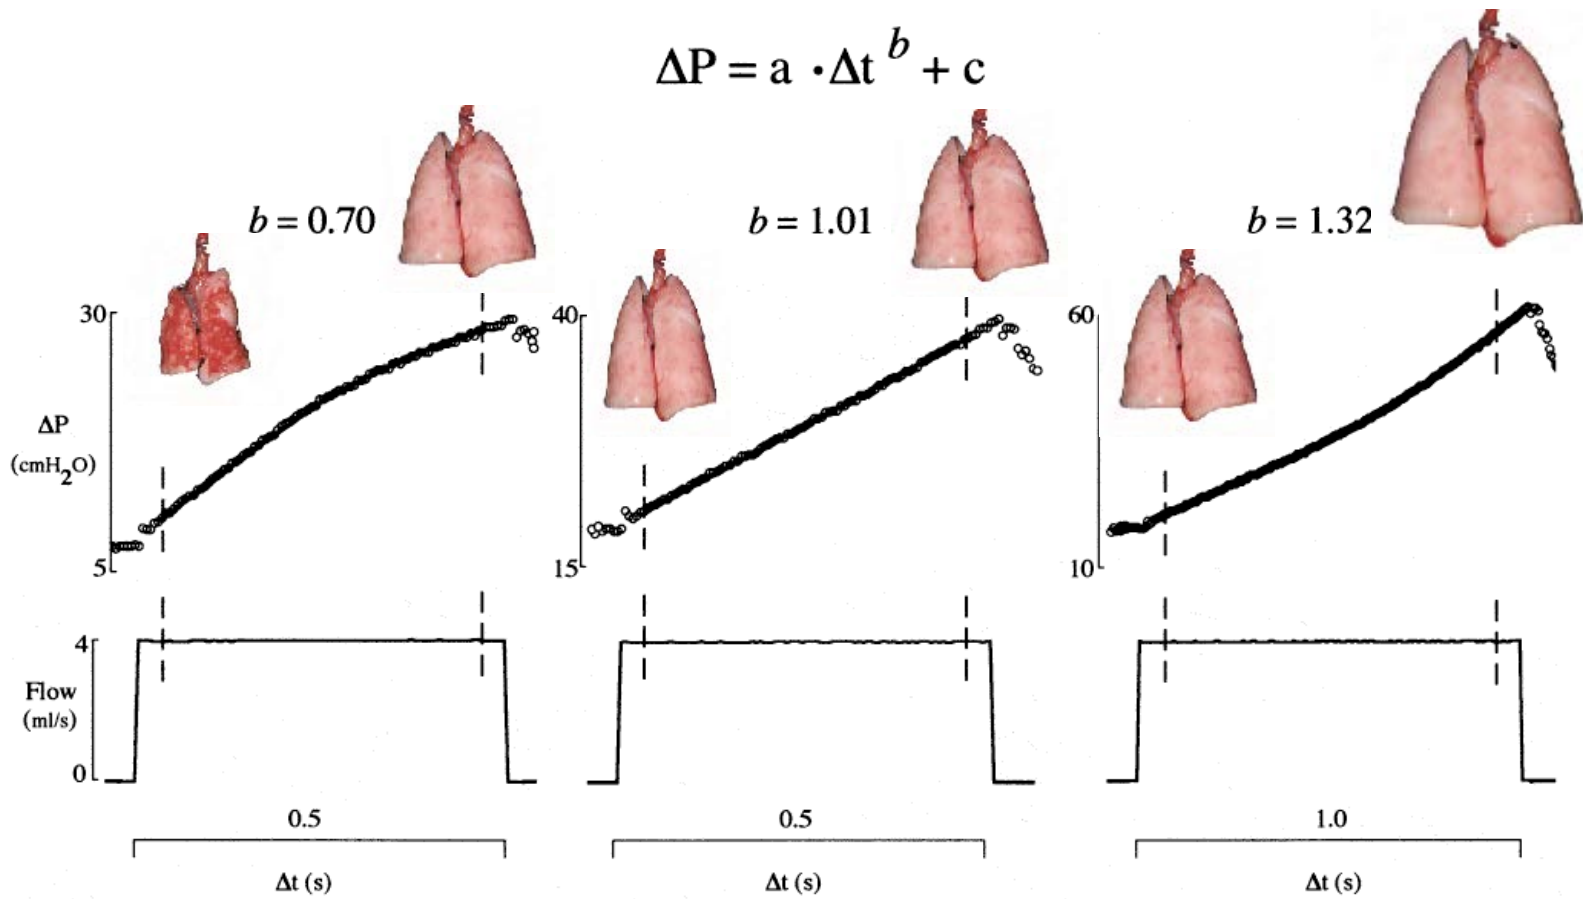 ΔP = a · Δt b + c
b = 0.70
b = 1.01
b = 1.32
30
ΔP
(cmH2O)
5
40
15
60
10
4
Flow
(ml/s)
0
0.5
0.5
1.0
Δt (s)
Δt (s)
Δt (s)